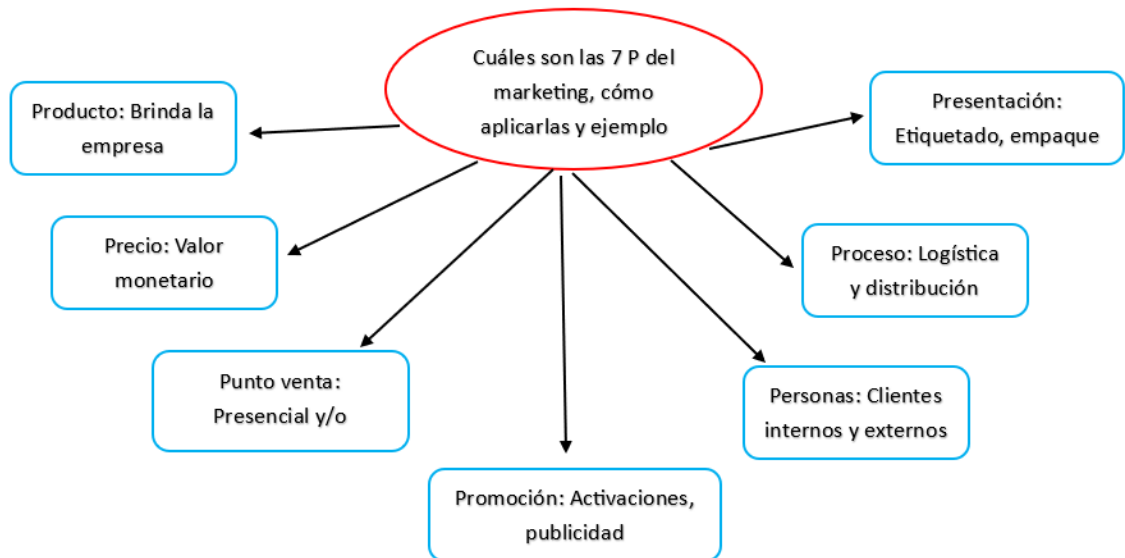 Cuáles son las 7 P del
marketing, cómo
aplicarlas y ejemplo
Producto: Brinda la
empresa
Presentación:
Etiquetado, empaque
Precio: Valor
monetario
Proceso: Logística
y distribución
Punto venta:
Presencial y/o
Personas: Clientes
internos y externos
Promoción: Activaciones,
publicidad